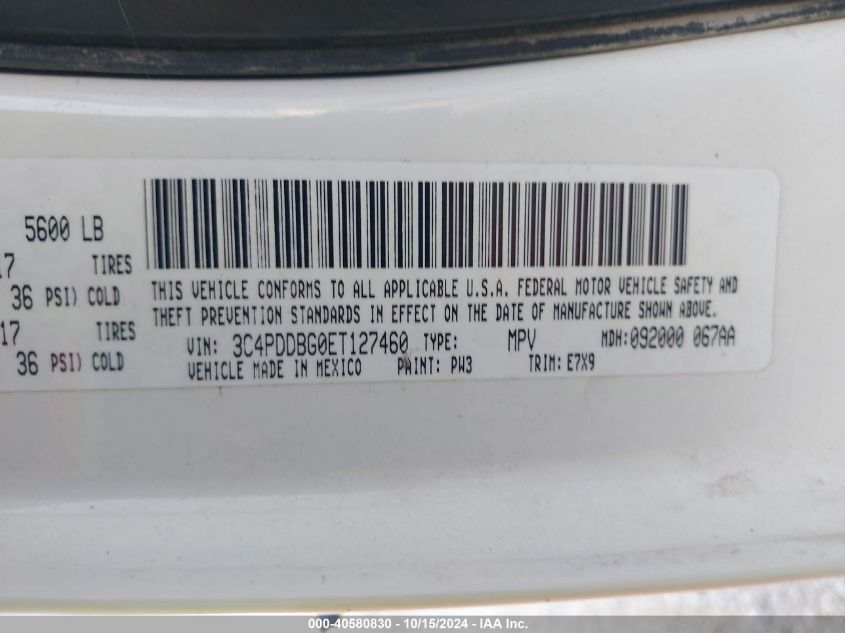 5600 LB
17 TIRES
36 PSI) COLD
17 TIRES
36 PSI) COLD
THIS VEHICLE CONFORMS TO ALL APPLICABLE U.S.A. FEDERAL MOTOR VEHICLE SAFETY AND
THEFT PREVENTION STANDARDS IN EFFECT ON THE DATE OF MANUFACTURE SHOWN ABOVE.
VIN: 3C4PDDBG0ET127460 TYPE: MPV MDH:092000 067AA
VEHICLE MADE IN MEXICO PAINT: PW3 TRIM: E7X9
000-40580830 - 10/15/2024 - IAA Inc.